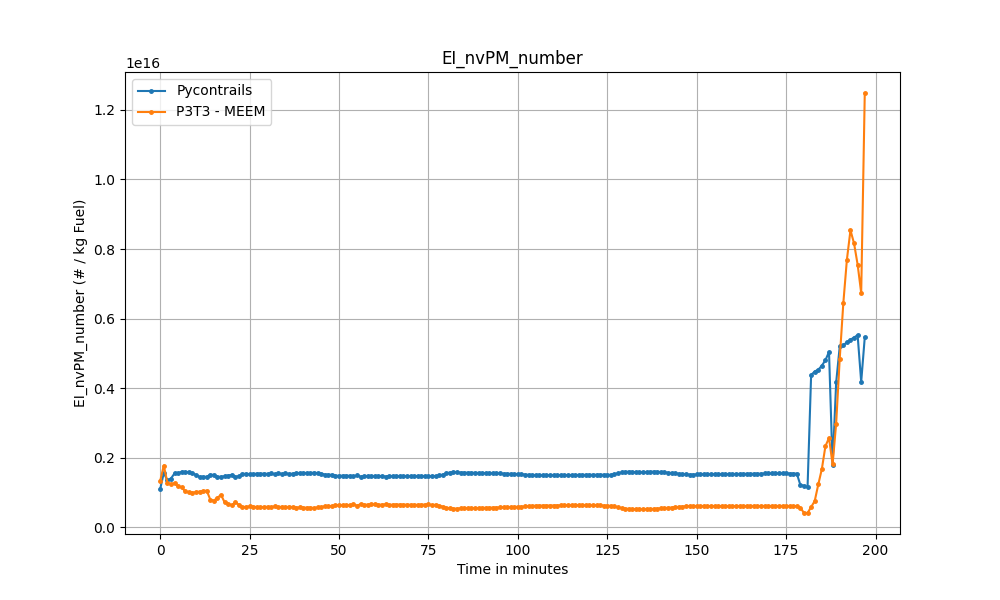 EI_nvPM_number
1e16
Pycontrails
P3T3 - MEEM
EI_nvPM_number (# / kg Fuel)
1.2
1.0
0.8
0.6
0.4
0.2
0.0
0 25 50 75 100 125 150 175 200
Time in minutes